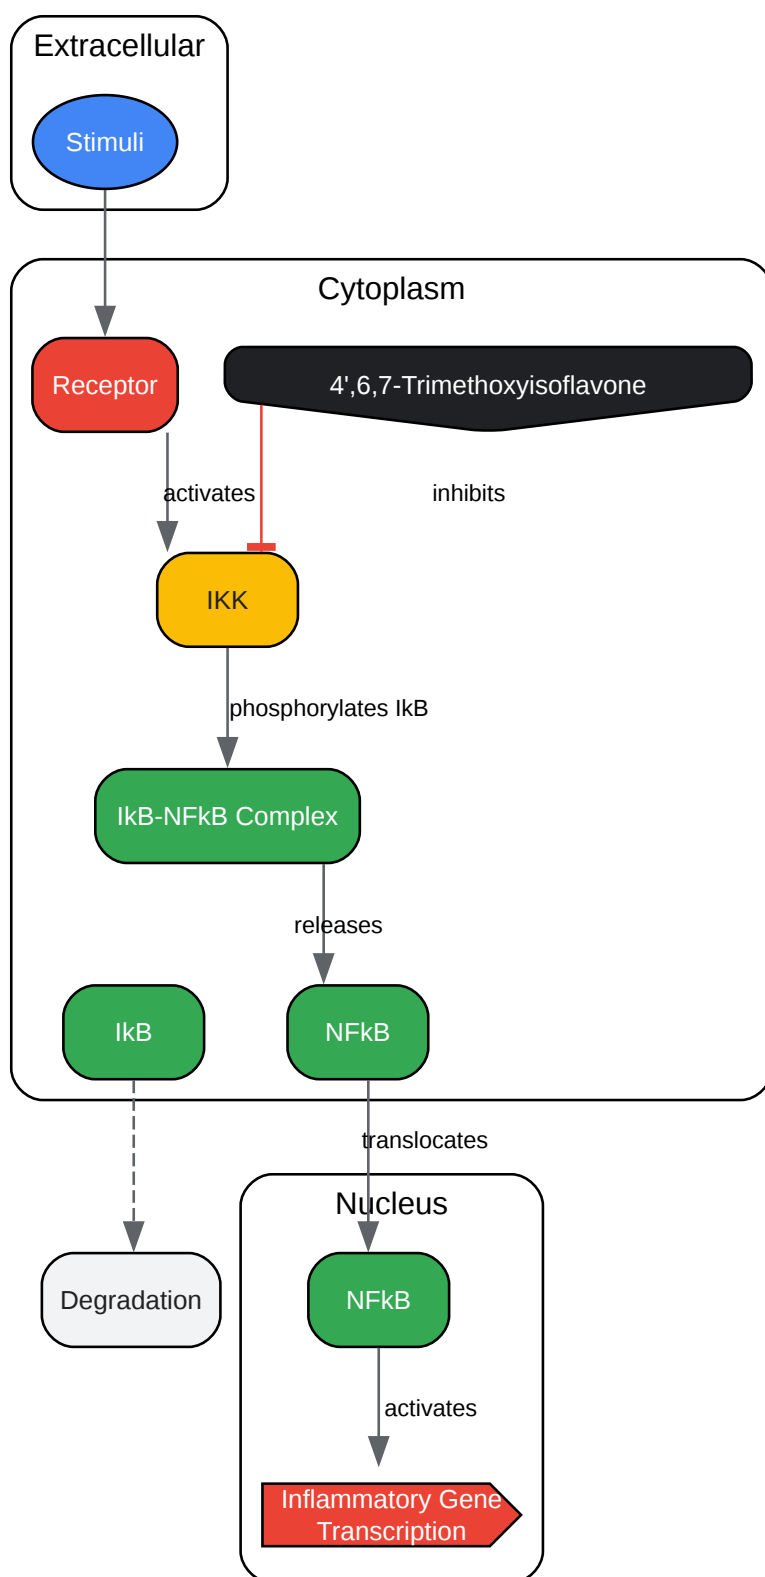 Extracellular
Stimuli
Cytoplasm
Receptor
4',6,7-Trimethoxyisoflavone
activates
inhibits
IKK
phosphorylates IkB
IkB-NFkB Complex
releases
IkB
NFkB
translocates
Nucleus
Degradation
NFkB
activates
Inflammatory Gene
Transcription